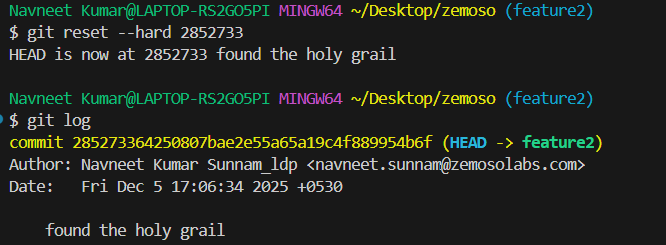 Navneet Kumar@LAPTOP-RS2GO5PI MINGW64 ~/Desktop/zemoso (feature2)
$ git reset --hard 2852733
HEAD is now at 2852733 found the holy grail
Navneet Kumar@LAPTOP-RS2GO5PI MINGW64 ~/Desktop/zemoso (feature2)
$ git log
commit 285273364250807bae2e55a65a19c4f889954b6f (HEAD -> feature2)
Author: Navneet Kumar Sunnam_ldp <navneet.sunnam@zemosolabs.com>
Date:   Fri Dec 5 17:06:34 2025 +0530
found the holy grail